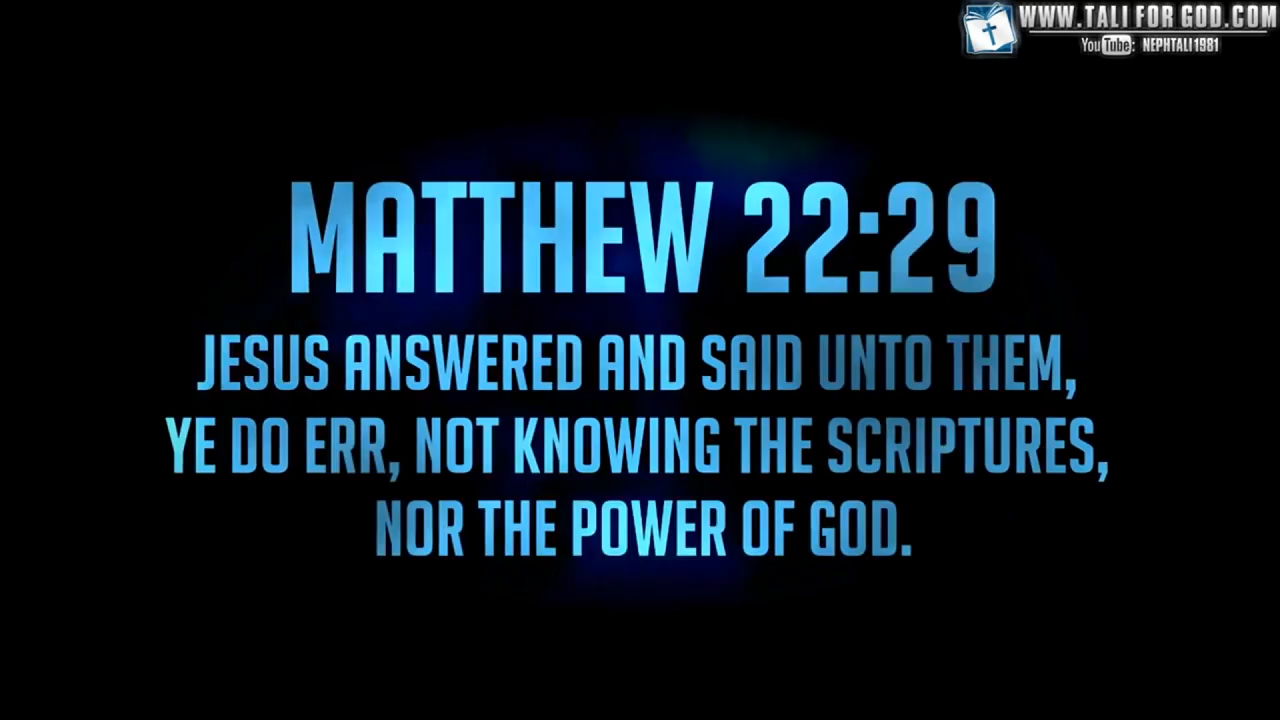 WWW.TALI FOR GOD.COM
YouTube: NEPHTALI1981
MATTHEW 22:29
JESUS ANSWERED AND SAID UNTO THEM,
YE DO ERR, NOT KNOWING THE SCRIPTURES,
NOR THE POWER OF GOD.